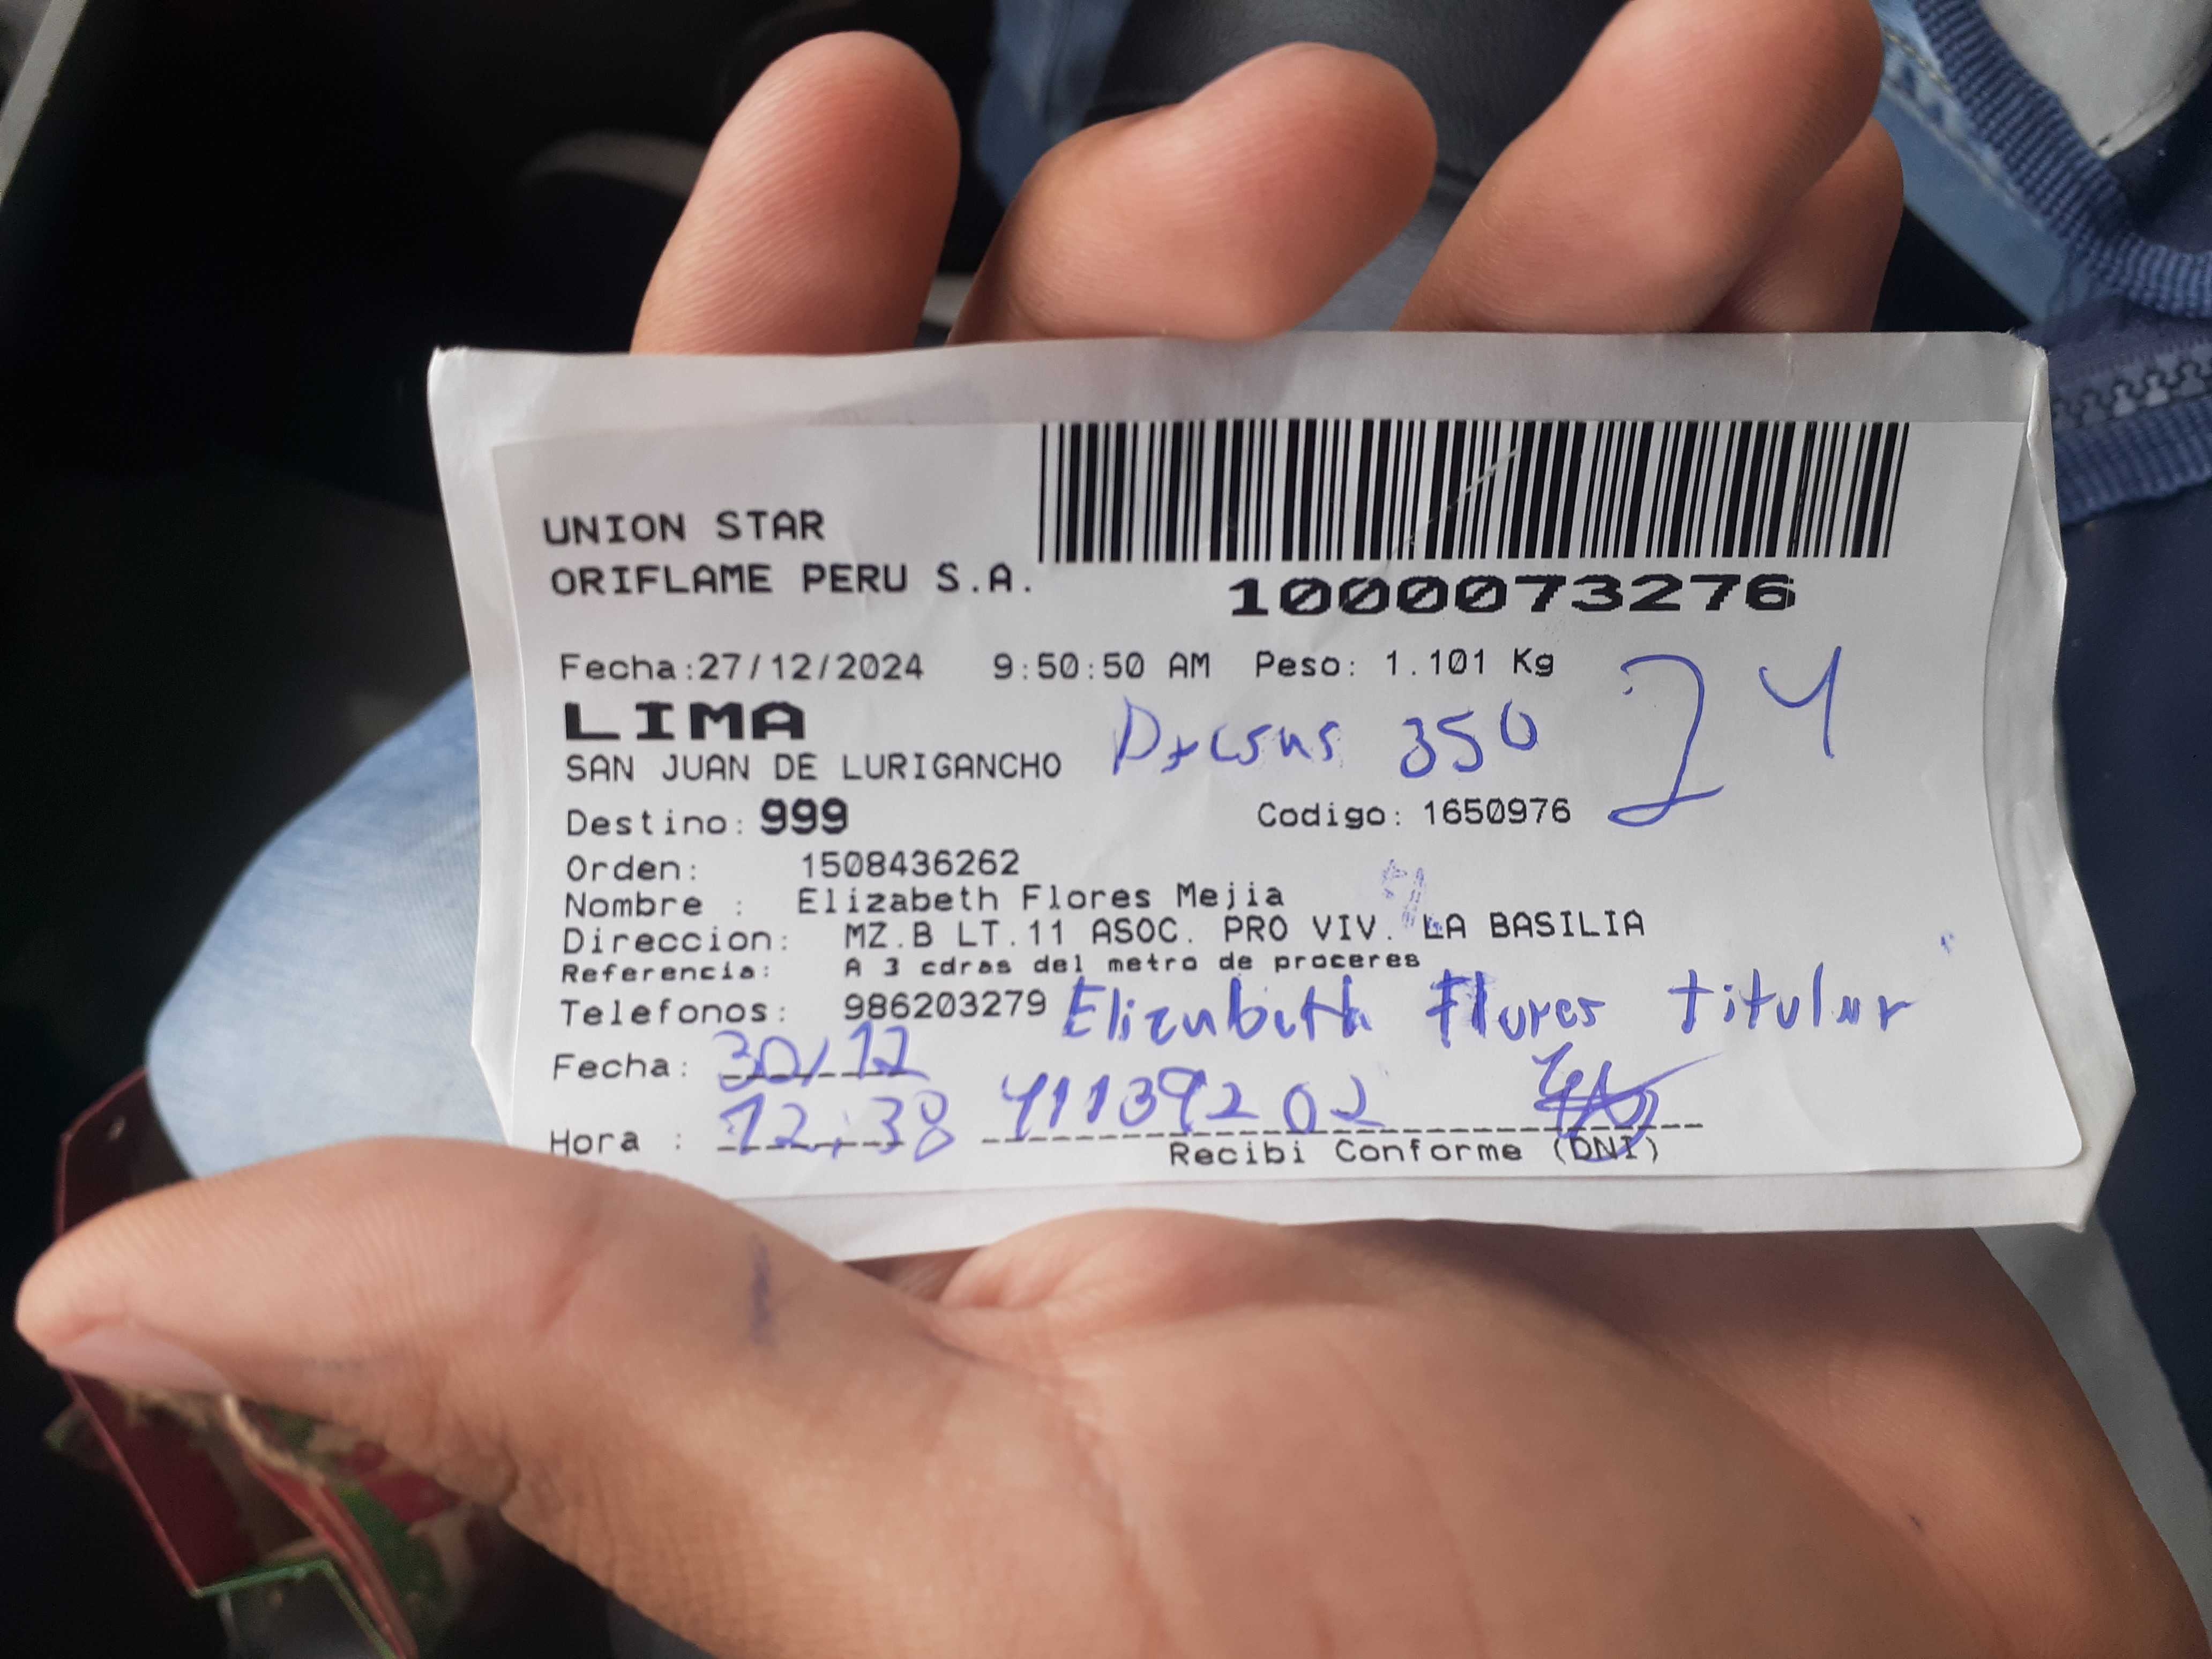 UNION STAR
ORIFLAME PERU S.A.
1000073276
Fecha:27/12/2024 9:50:50 AM Peso: 1.101 Kg
24
LIMA
350
SAN JUAN DE LURIGANCHO
Destino: 999 Codigo: 1650976
Orden: 1508436262
Nombre : Elizabeth Flores Mejia
Direccion: MZ.B LT.11 ASOC. PRO VIV. LA BASILIA
Referencia: A 3 cdras del metro de proceres
Telefonos: 986203279 Elizabeth Flores titular
Fecha: 30/12
Hora : 12:38 41139202
Recibi Conforme (DNI)